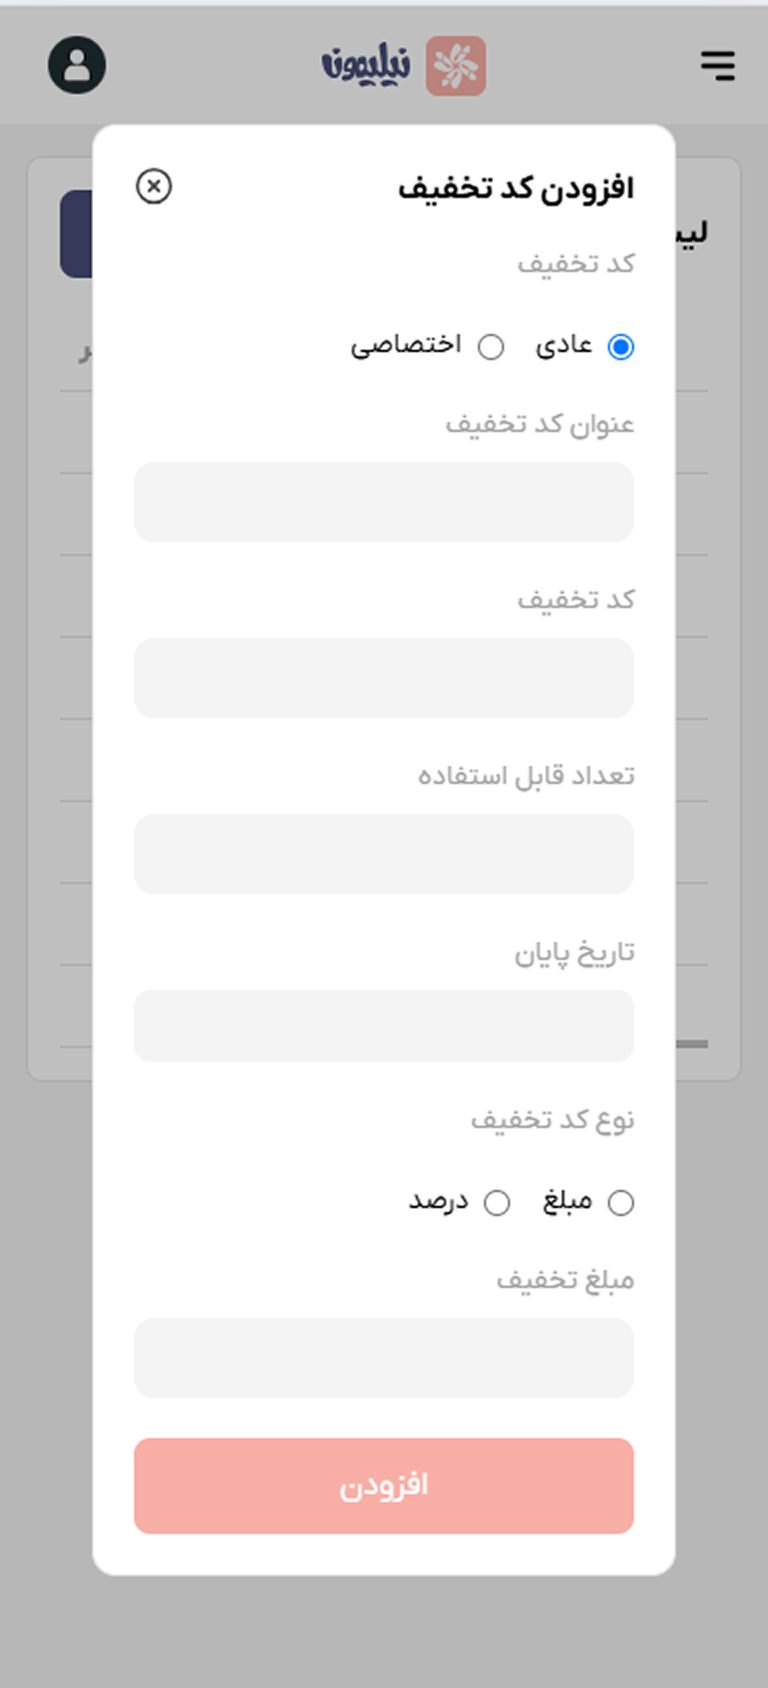 نیلیمون
افزودن کد تخفیف
کد تخفیف
عادی اختصاصی
عنوان کد تخفیف
کد تخفیف
تعداد قابل استفاده
تاریخ پایان
نوع کد تخفیف
مبلغ درصد
مبلغ تخفیف
افزودن